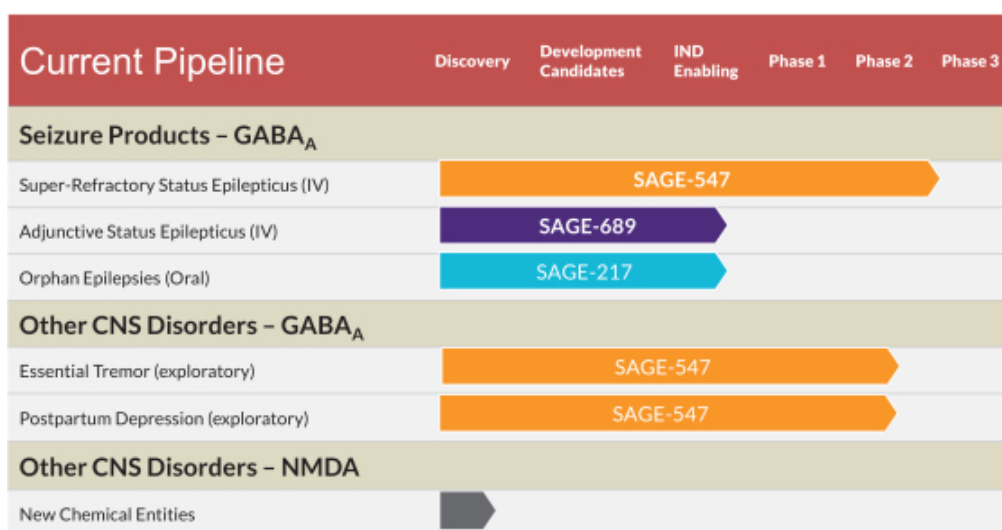 Current Pipeline
Discovery
Development
Candidates
IND
Enabling
Phase 1
Phase 2
Phase 3
Seizure Products – GABAA
Super-Refractory Status Epilepticus (IV)
SAGE-547
Adjunctive Status Epilepticus (IV)
SAGE-689
Orphan Epilepsies (Oral)
SAGE-217
Other CNS Disorders – GABAA
Essential Tremor (exploratory)
SAGE-547
Postpartum Depression (exploratory)
SAGE-547
Other CNS Disorders – NMDA
New Chemical Entities